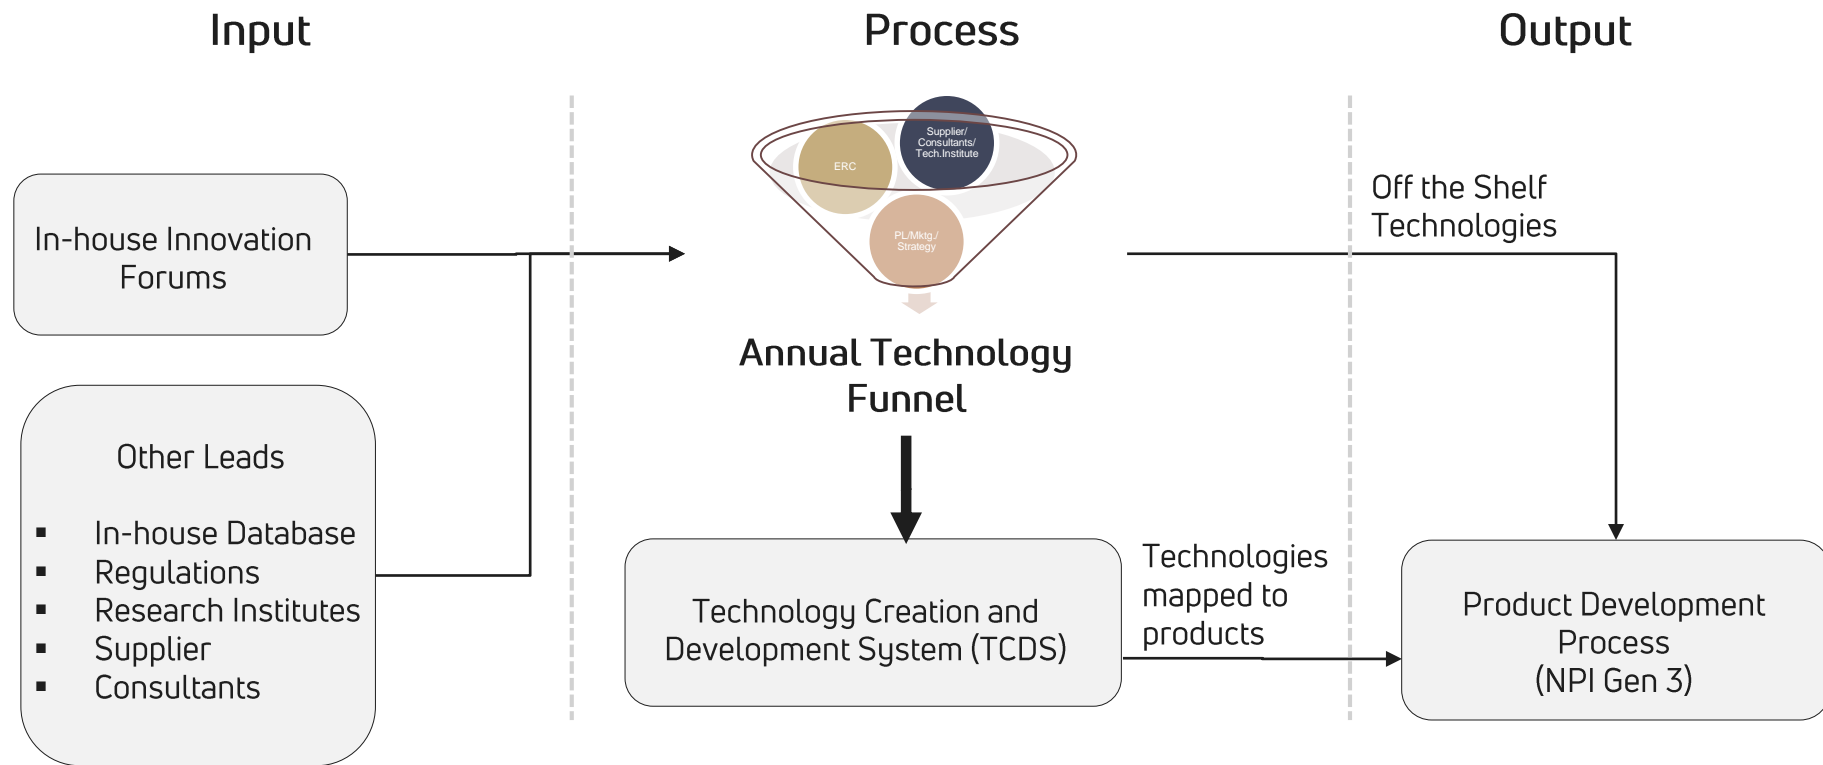 Input
Process
Output
In-house Innovation
Forums
Other Leads
▪ In-house Database
▪ Regulations
▪ Research Institutes
▪ Supplier
▪ Consultants
ERC
Supplier/
Consultants/
Tech.Institute
PL/Mktg./
Strategy
Annual Technology
Funnel
Technology Creation and
Development System (TCDS)
Off the Shelf
Technologies
Technologies
mapped to
products
Product Development
Process
(NPI Gen 3)